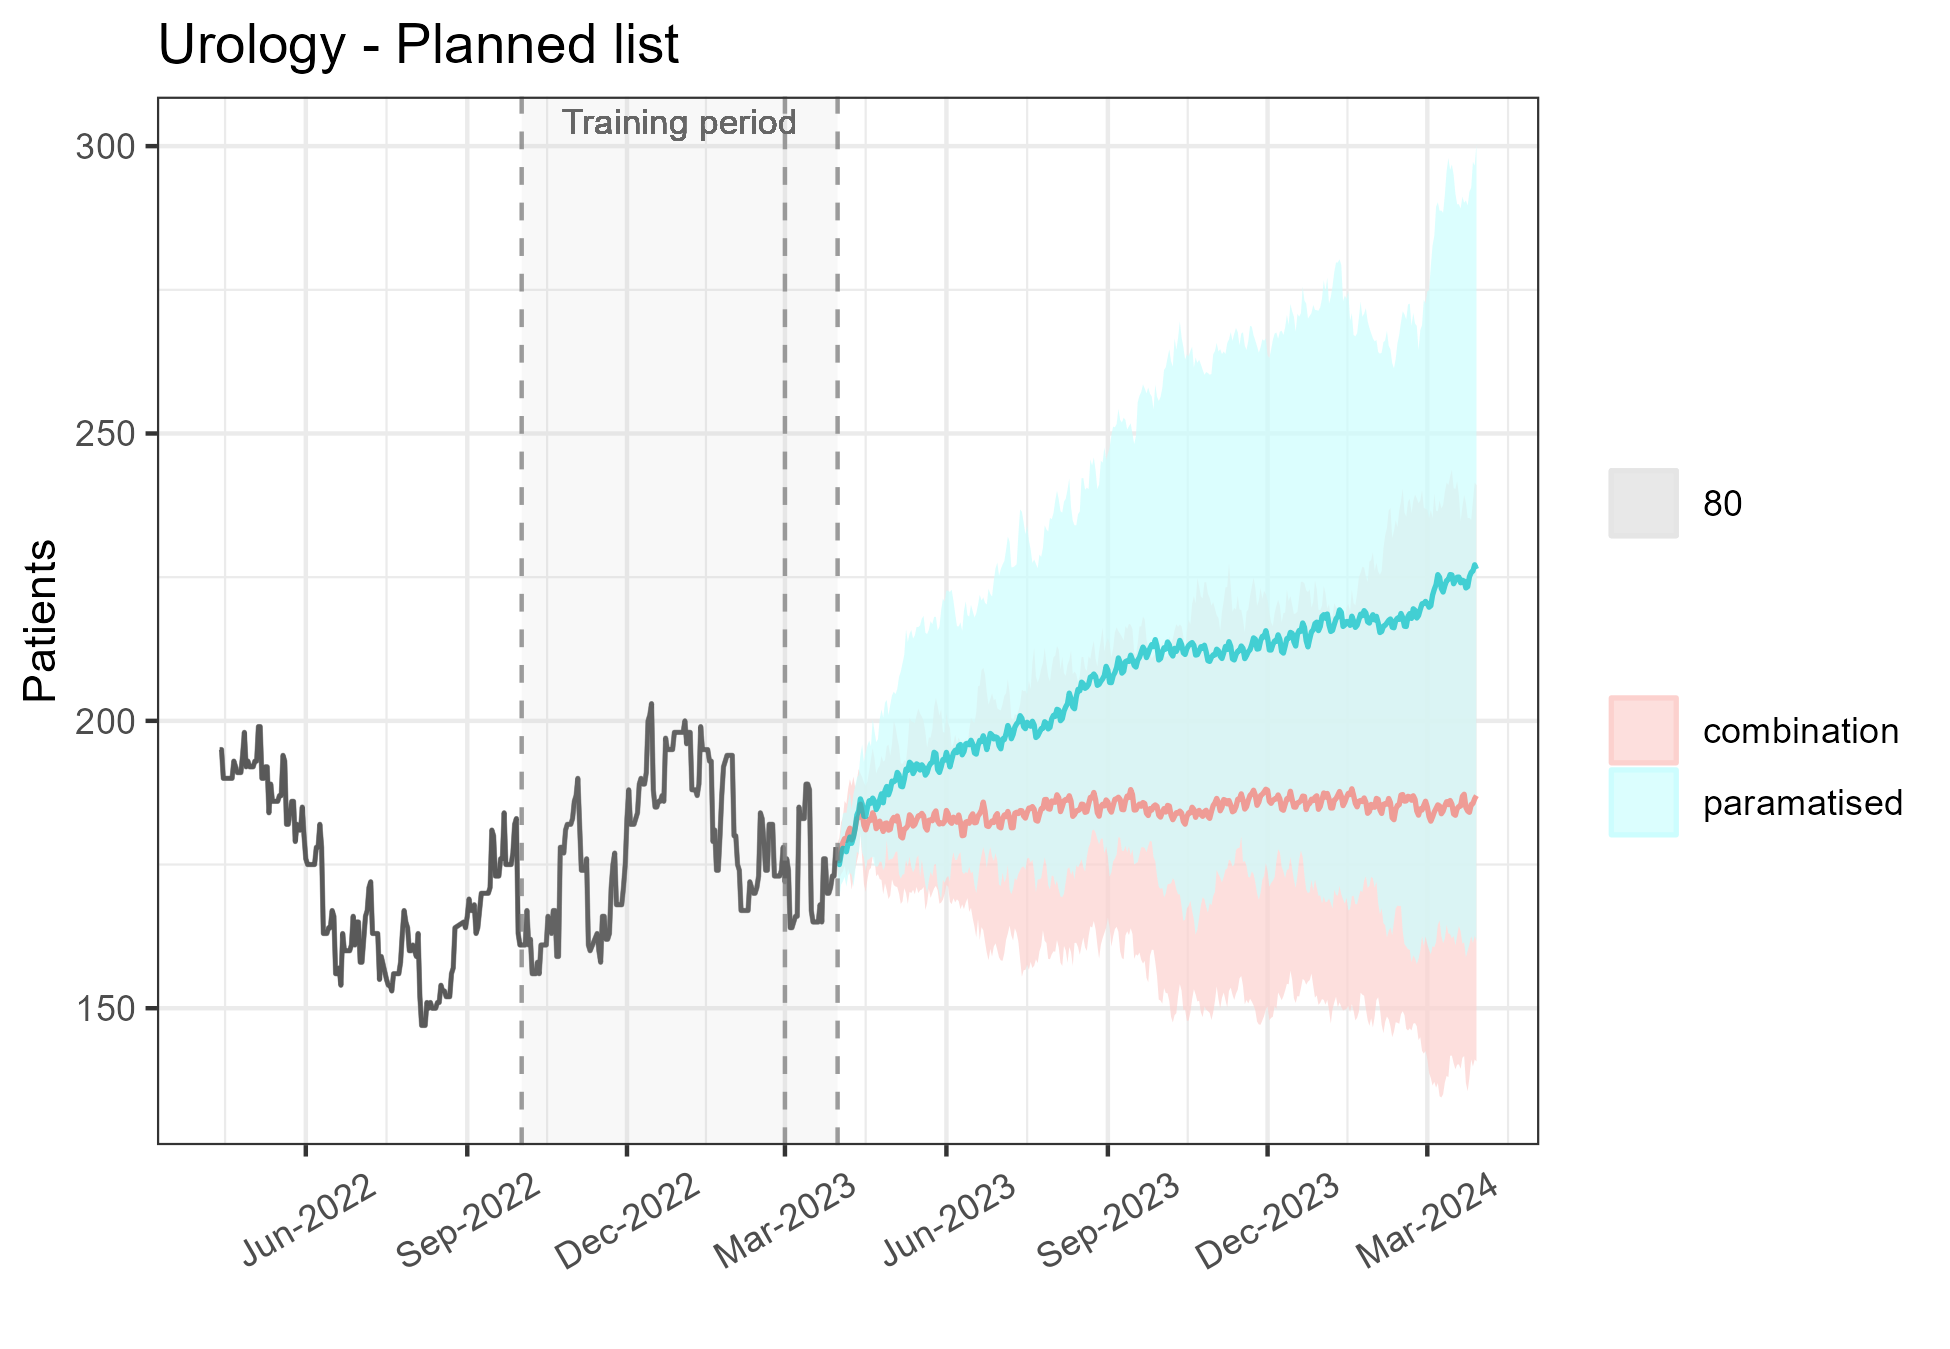 Urology - Planned list
Training period
300
250
200
150
Patients
Jun-2022
Sep-2022
Dec-2022
Mar-2023
Jun-2023
Sep-2023
Dec-2023
Mar-2024
80
combination
paramatised